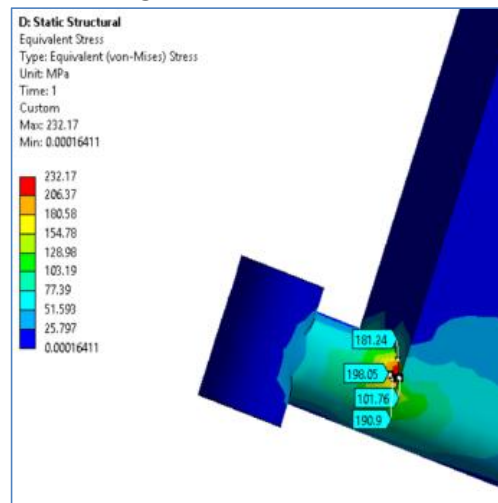 D: Static Structural
Equivalent Stress
Type: Equivalent (von-Mises) Stress
Unit: MPa
Time: 1
Custom
Max: 232.17
Min: 0.00016411
232.17
206.37
180.58
154.78
128.98
103.19
77.39
51.593
25.797
0.00016411
181.24
198.05
101.76
190.9